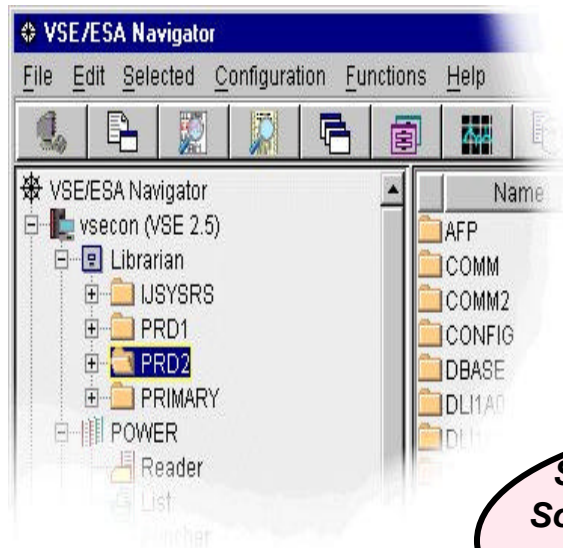 VSE/ESA Navigator
File Edit Selected Configuration Functions Help
VSE/ESA Navigator
vsecon (VSE 2.5)
Librarian
IJSYSRS
PRD1
PRD2
PRIMARY
POWER
Reader
List
Name
AFP
COMM
COMM2
CONFIG
DBASE